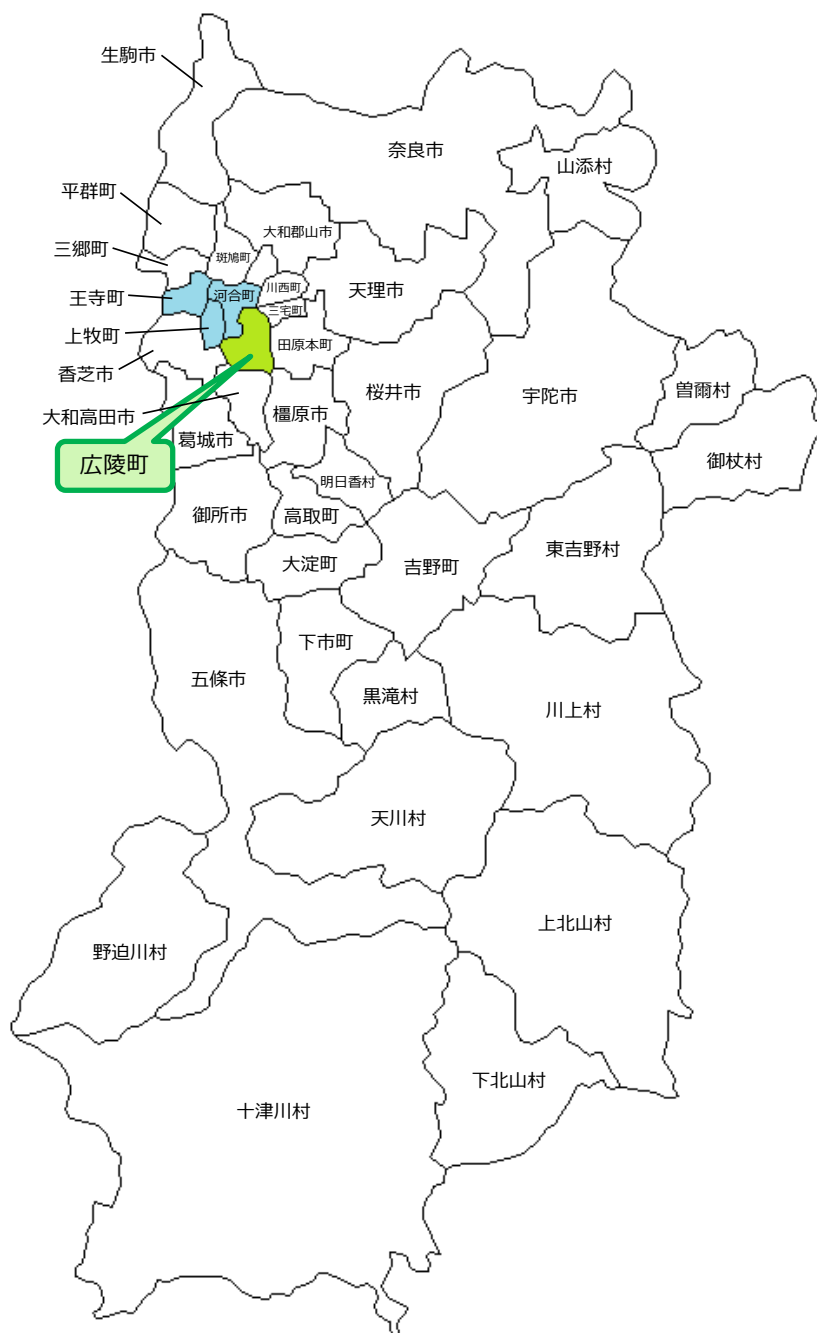 生駒市
奈良市
山添村
平群町
大和郡山市
三郷町
斑鳩町
王寺町
河合町
川西町
天理市
三宅町
上牧町
田原本町
香芝市
桜井市
宇陀市
曽爾村
大和高田市
橿原市
葛城市
御杖村
広陵町
明日香村
御所市
高取町
東吉野村
大淀町
吉野町
下市町
五條市
黒滝村
川上村
天川村
上北山村
野迫川村
下北山村
十津川村